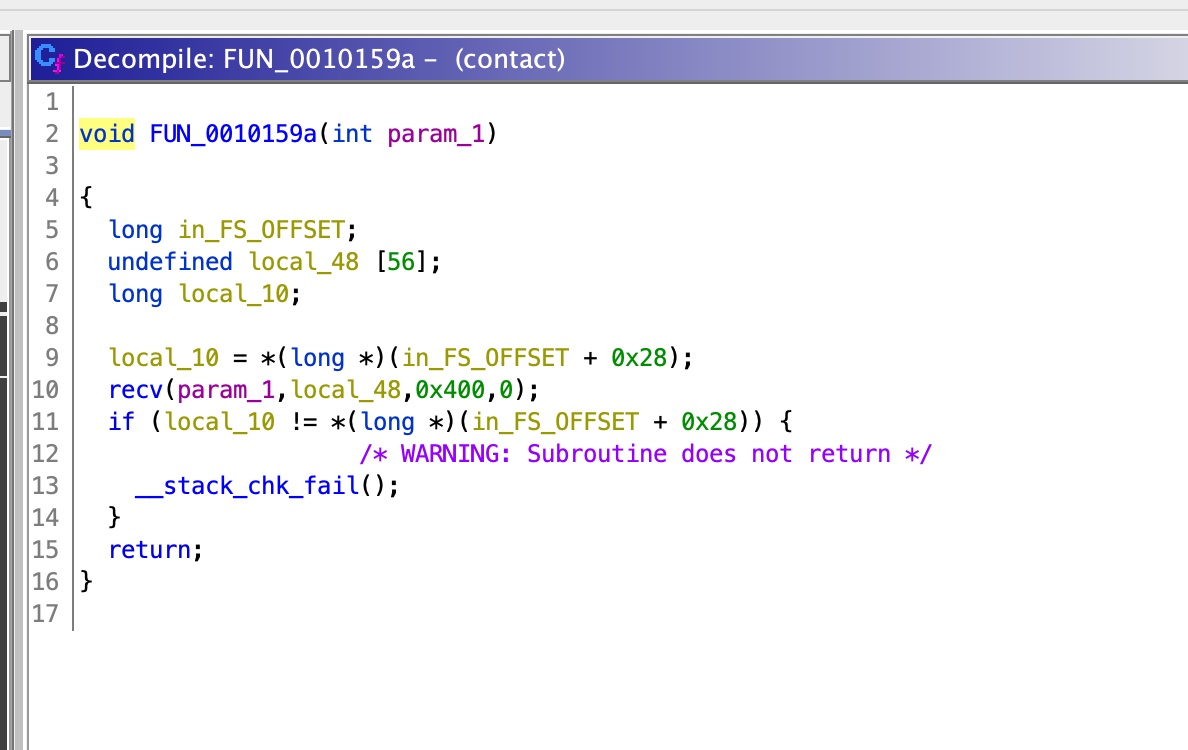 Decompile: FUN_0010159a – (contact)
1
2 void FUN_0010159a(int param_1)
3
4 {
5 long in_FS_OFFSET;
6 undefined local_48 [56];
7 long local_10;
8
9 local_10 = *(long *)(in_FS_OFFSET + 0x28);
10 recv(param_1,local_48,0x400,0);
11 if (local_10 != *(long *)(in_FS_OFFSET + 0x28)) {
12 /* WARNING: Subroutine does not return */
13 __stack_chk_fail();
14 }
15 return;
16 }
17